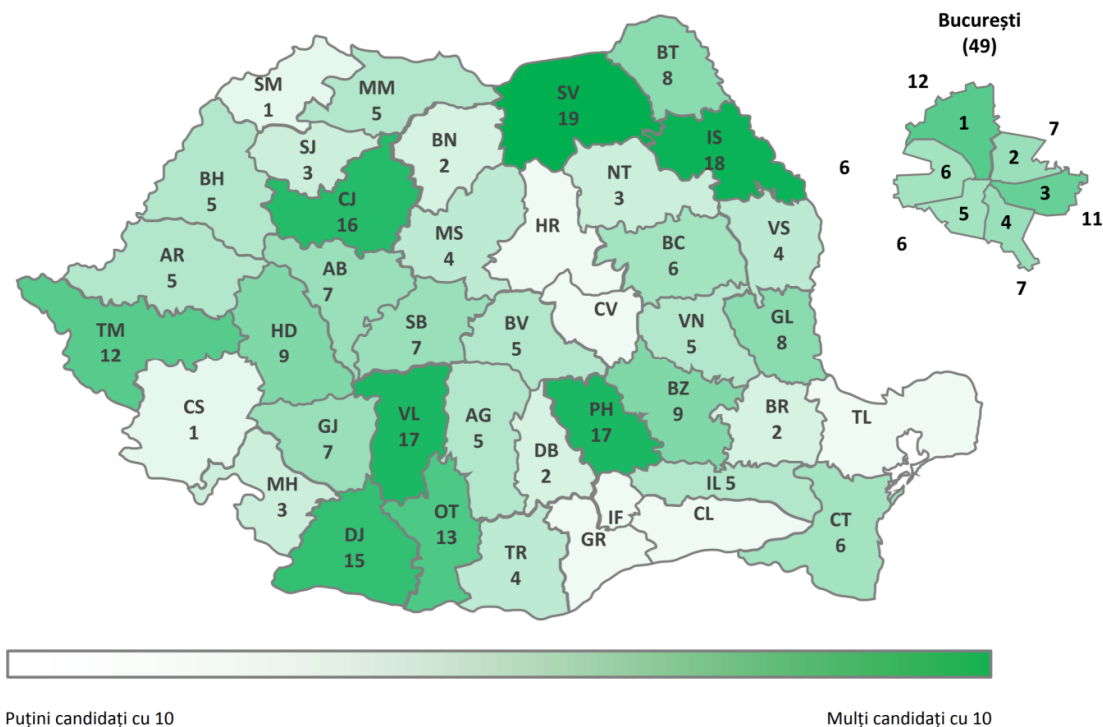 București
(49)
12
1
7
2
6
6
3
11
5
4
6
7
SM
1
MM
5
SV
19
BT
8
IS
18
SJ
3
BN
2
NT
3
BH
5
CJ
16
HR
MS
4
BC
6
VS
4
AR
5
AB
7
TM
12
HD
9
SB
7
BV
5
CV
VN
5
GL
8
CS
1
GJ
7
VL
17
AG
5
DB
2
PH
17
BZ
9
BR
2
TL
MH
3
DJ
15
OT
13
TR
4
GR
IF
IL 5
CL
CT
6
Puțini candidați cu 10
Mulți candidați cu 10